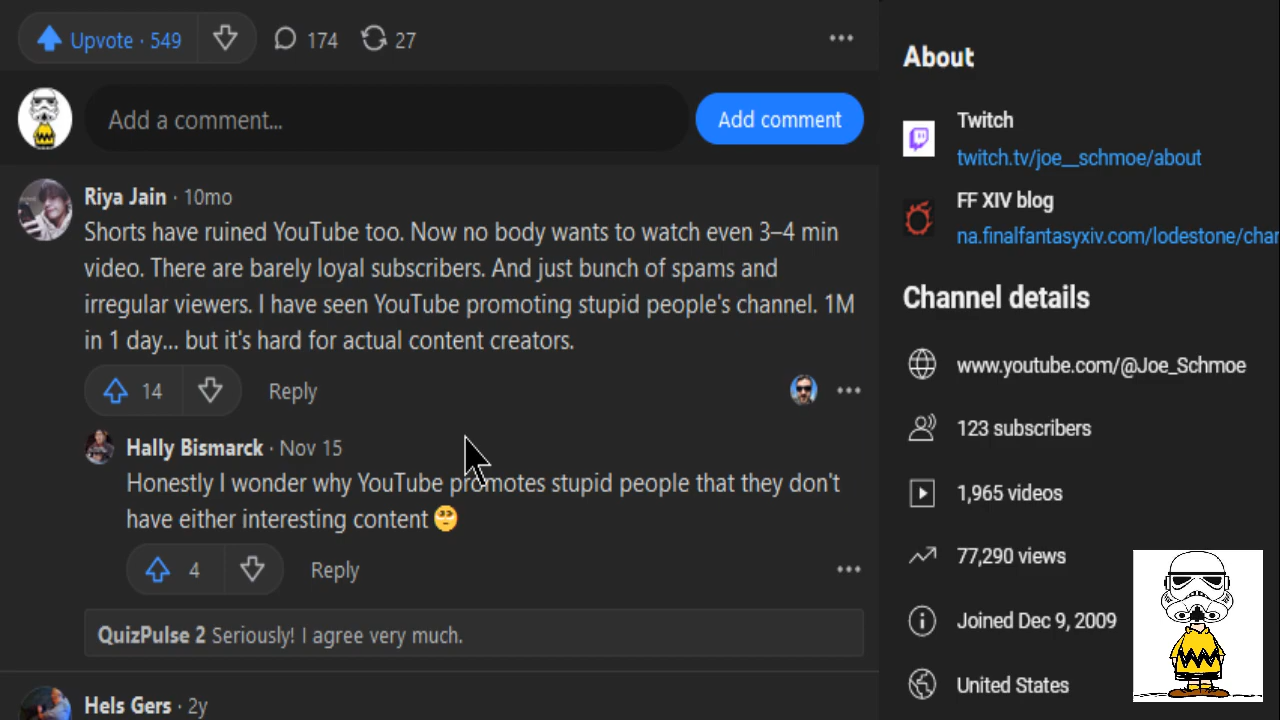 Upvote · 549
174
27
Add a comment...
Add comment
Riya Jain · 10mo
Shorts have ruined YouTube too. Now no body wants to watch even 3–4 min
video. There are barely loyal subscribers. And just bunch of spams and
irregular viewers. I have seen YouTube promoting stupid people's channel. 1M
in 1 day... but it's hard for actual content creators.
14
Reply
Hally Bismarck · Nov 15
Honestly I wonder why YouTube promotes stupid people that they don't
have either interesting content
4
Reply
QuizPulse 2 Seriously! I agree very much.
Hels Gers · 2y
About
Twitch
twitch.tv/joe__schmoe/about
FF XIV blog
na.finalfantasyxiv.com/lodestone/char
Channel details
www.youtube.com/@Joe_Schmoe
123 subscribers
1,965 videos
77,290 views
Joined Dec 9, 2009
United States